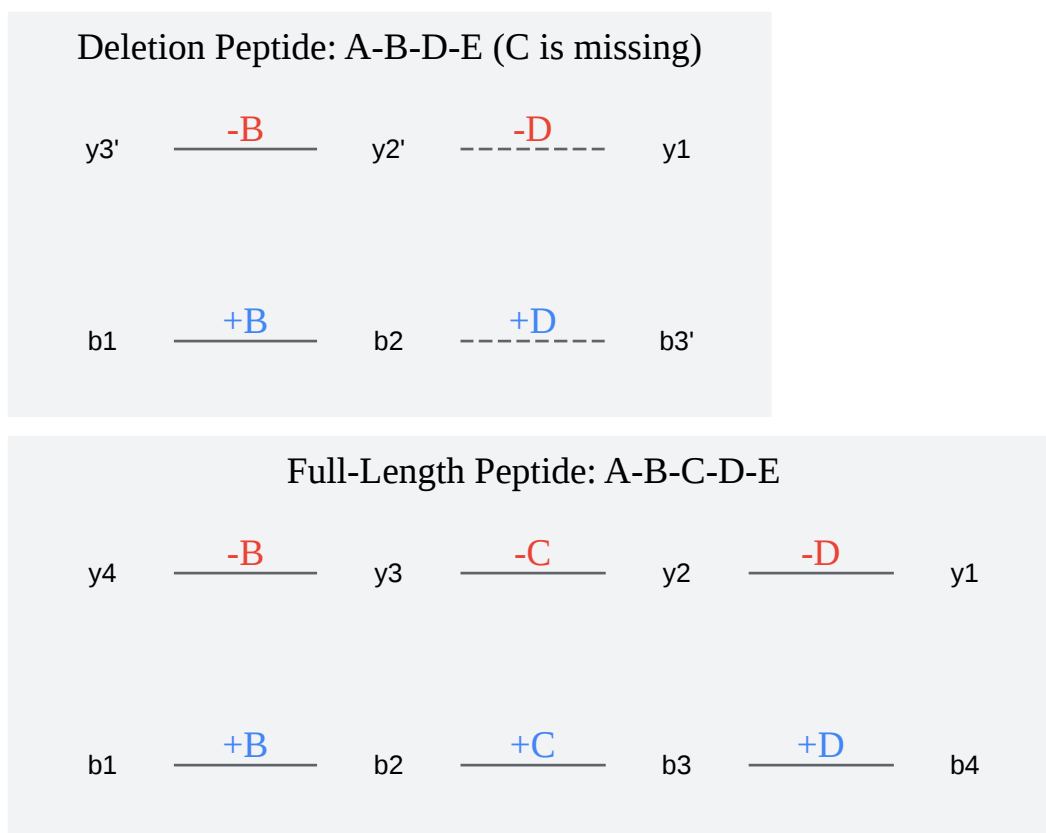 Deletion Peptide: A-B-D-E (C is missing)
y3' -B y2' -D y1
b1 +B b2 +D b3'
Full-Length Peptide: A-B-C-D-E
y4 -B y3 -C y2 -D y1
b1 +B b2 +C b3 +D b4